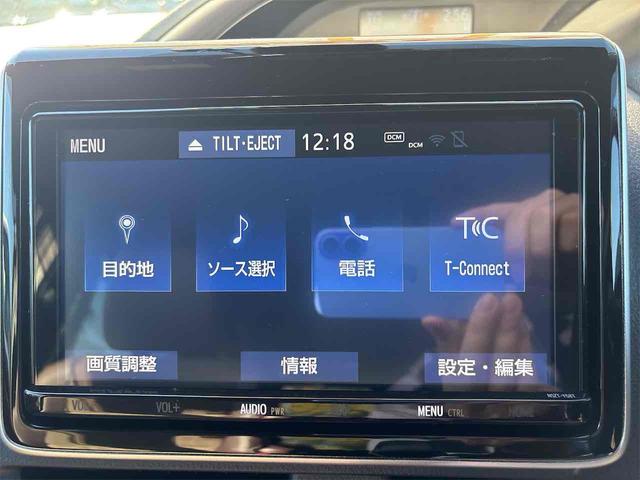 MENU
TILT・EJECT 12:18 DCM DCM
目的地
ソース選択
電話
T-Connect
画質調整
情報
設定・編集
VOL+
AUDIO PWR
MENU CTRL